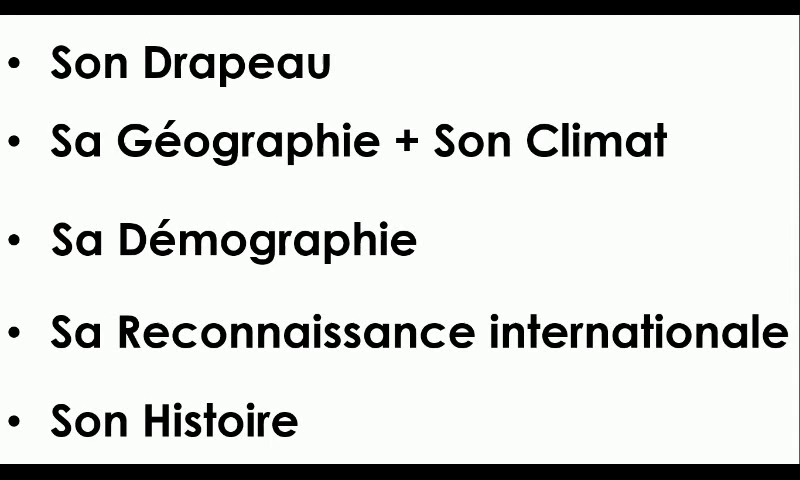 • Son Drapeau
• Sa Géographie + Son Climat
• Sa Démographie
• Sa Reconnaissance internationale
• Son Histoire